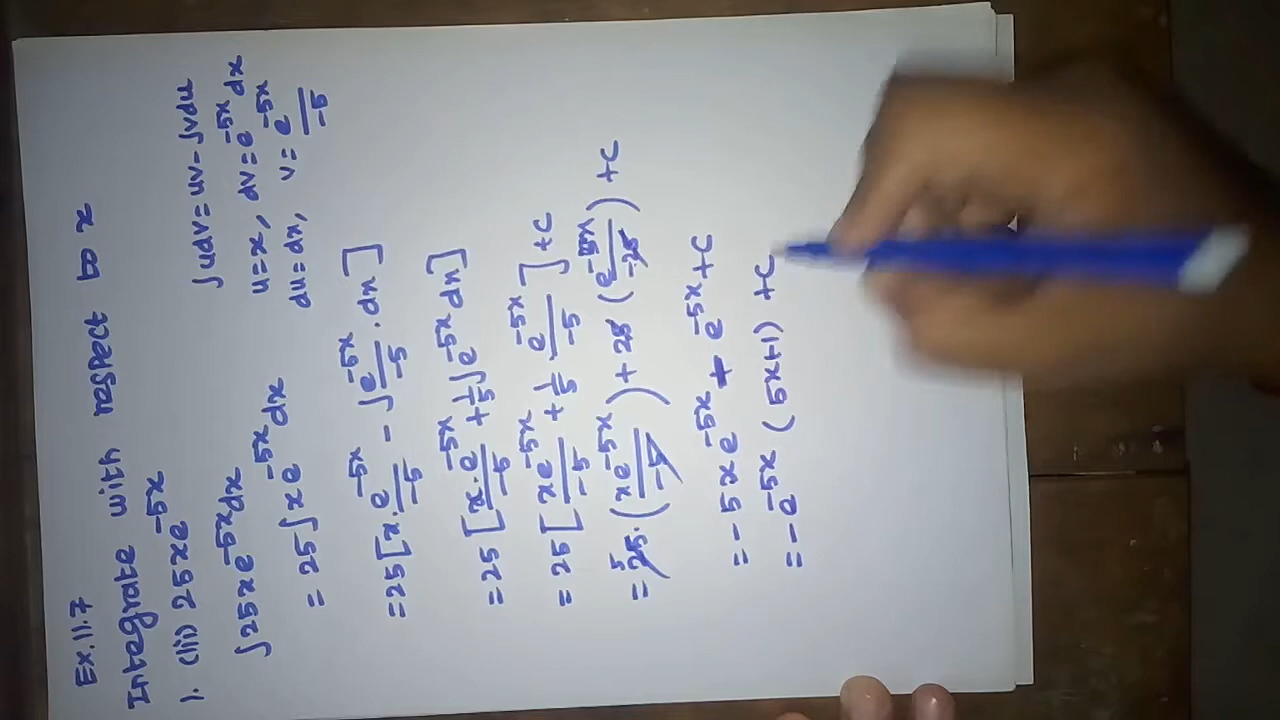 Ex.11.7
Integrate with respect to x
1. (iii) 25xe^-5x
∫25xe^-5x dx
∫udv = uv - ∫vdu
= 25∫xe^-5x dx
u = x, dv = e^-5x dx
du = dx, v = e^-5x/-5
= 25[x·e^-5x/-5 - ∫e^-5x/-5 · dx]
= 25[x·e^-5x/-5 + 1/5∫e^-5x dx]
= 25[xe^-5x/-5 + 1/5 e^-5x/-5] + c
= 25·(xe^-5x/-5) + 25(e^-5x/-25) + c
= -5xe^-5x - e^-5x + c
= -e^-5x (5x+1) + c